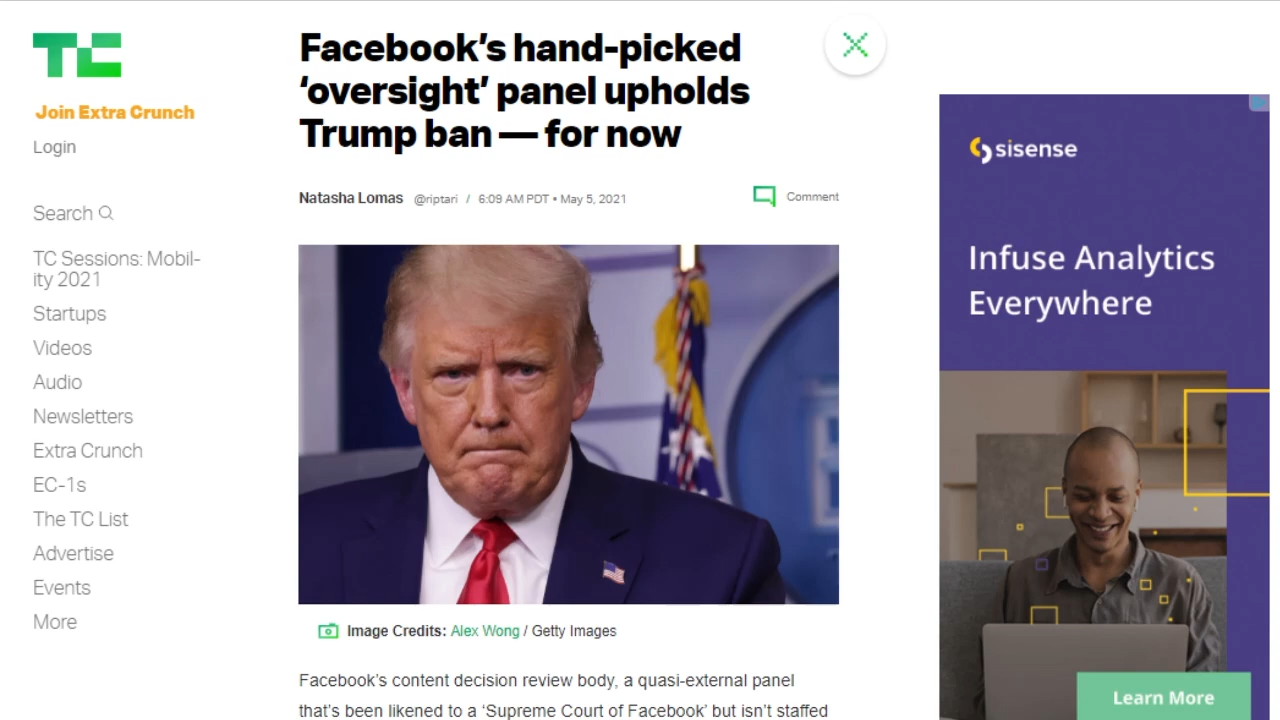 TC
Join Extra Crunch
Login
Search
TC Sessions: Mobil-
ity 2021
Startups
Videos
Audio
Newsletters
Extra Crunch
EC-1s
The TC List
Advertise
Events
More
Facebook's hand-picked
‘oversight’ panel upholds
Trump ban — for now
Natasha Lomas @riptari / 6:09 AM PDT • May 5, 2021
Comment
Image Credits: Alex Wong / Getty Images
Facebook's content decision review body, a quasi-external panel
that's been likened to a ‘Supreme Court of Facebook’ but isn't staffed
sisense
Infuse Analytics
Everywhere
Learn More